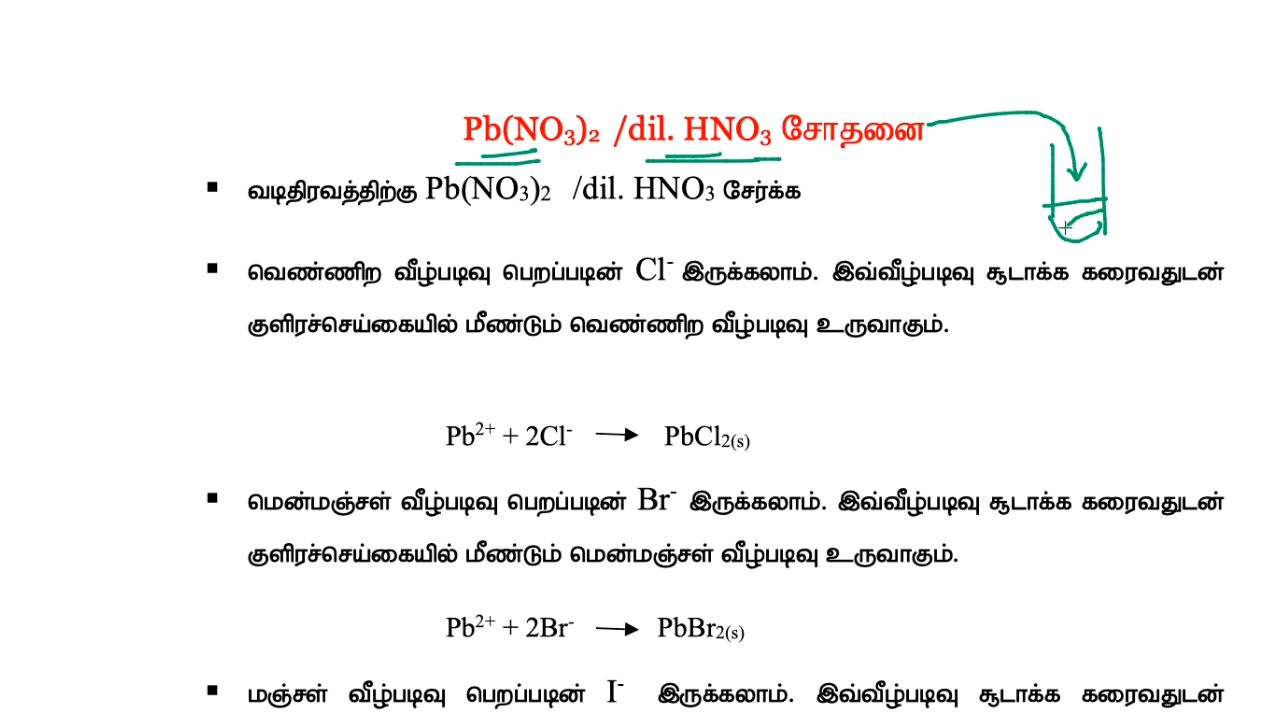 Pb(NO₃)₂ /dil. HNO₃ சோதனை
▪ வடிதிரவத்திற்கு Pb(NO₃)₂ /dil. HNO₃ சேர்க்க
▪ வெண்ணிற வீழ்படிவு பெறப்படின் Cl⁻ இருக்கலாம். இவ்வீழ்படிவு சூடாக்க கரைவதுடன்
குளிரச்செய்கையில் மீண்டும் வெண்ணிற வீழ்படிவு உருவாகும்.
Pb²⁺ + 2Cl⁻ → PbCl₂(s)
▪ மென்மஞ்சள் வீழ்படிவு பெறப்படின் Br⁻ இருக்கலாம். இவ்வீழ்படிவு சூடாக்க கரைவதுடன்
குளிரச்செய்கையில் மீண்டும் மென்மஞ்சள் வீழ்படிவு உருவாகும்.
Pb²⁺ + 2Br⁻ → PbBr₂(s)
▪ மஞ்சள் வீழ்படிவு பெறப்படின் I⁻ இருக்கலாம். இவ்வீழ்படிவு சூடாக்க கரைவதுடன்